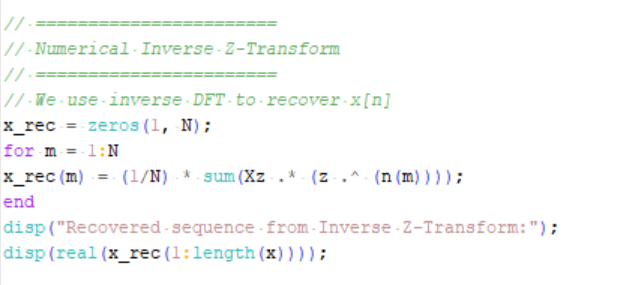 // ========================
// Numerical Inverse Z-Transform
// ========================
// We use inverse DFT to recover x[n]
x_rec = zeros(1, N);
for m = 1:N
x_rec(m) = (1/N) * sum(Xz .* (z .^ (n(m))));
end
disp("Recovered sequence from Inverse Z-Transform:");
disp(real(x_rec(1:length(x))));